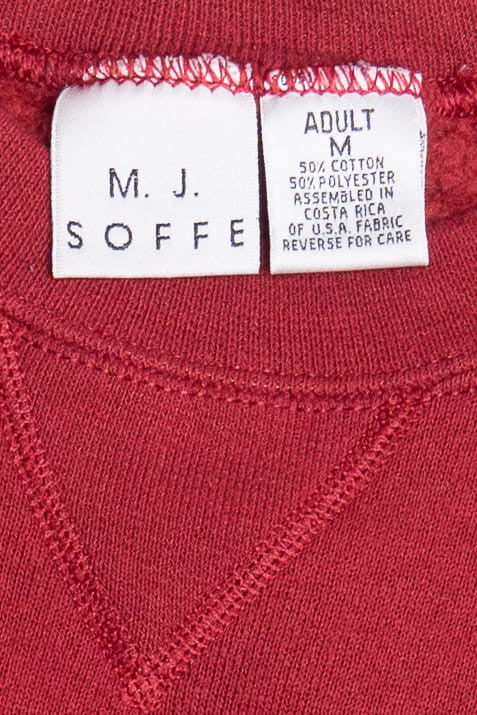 M. J.
SOFFE
ADULT
M
50% COTTON
50% POLYESTER
ASSEMBLED IN
COSTA RICA
OF U.S.A. FABRIC
REVERSE FOR CARE